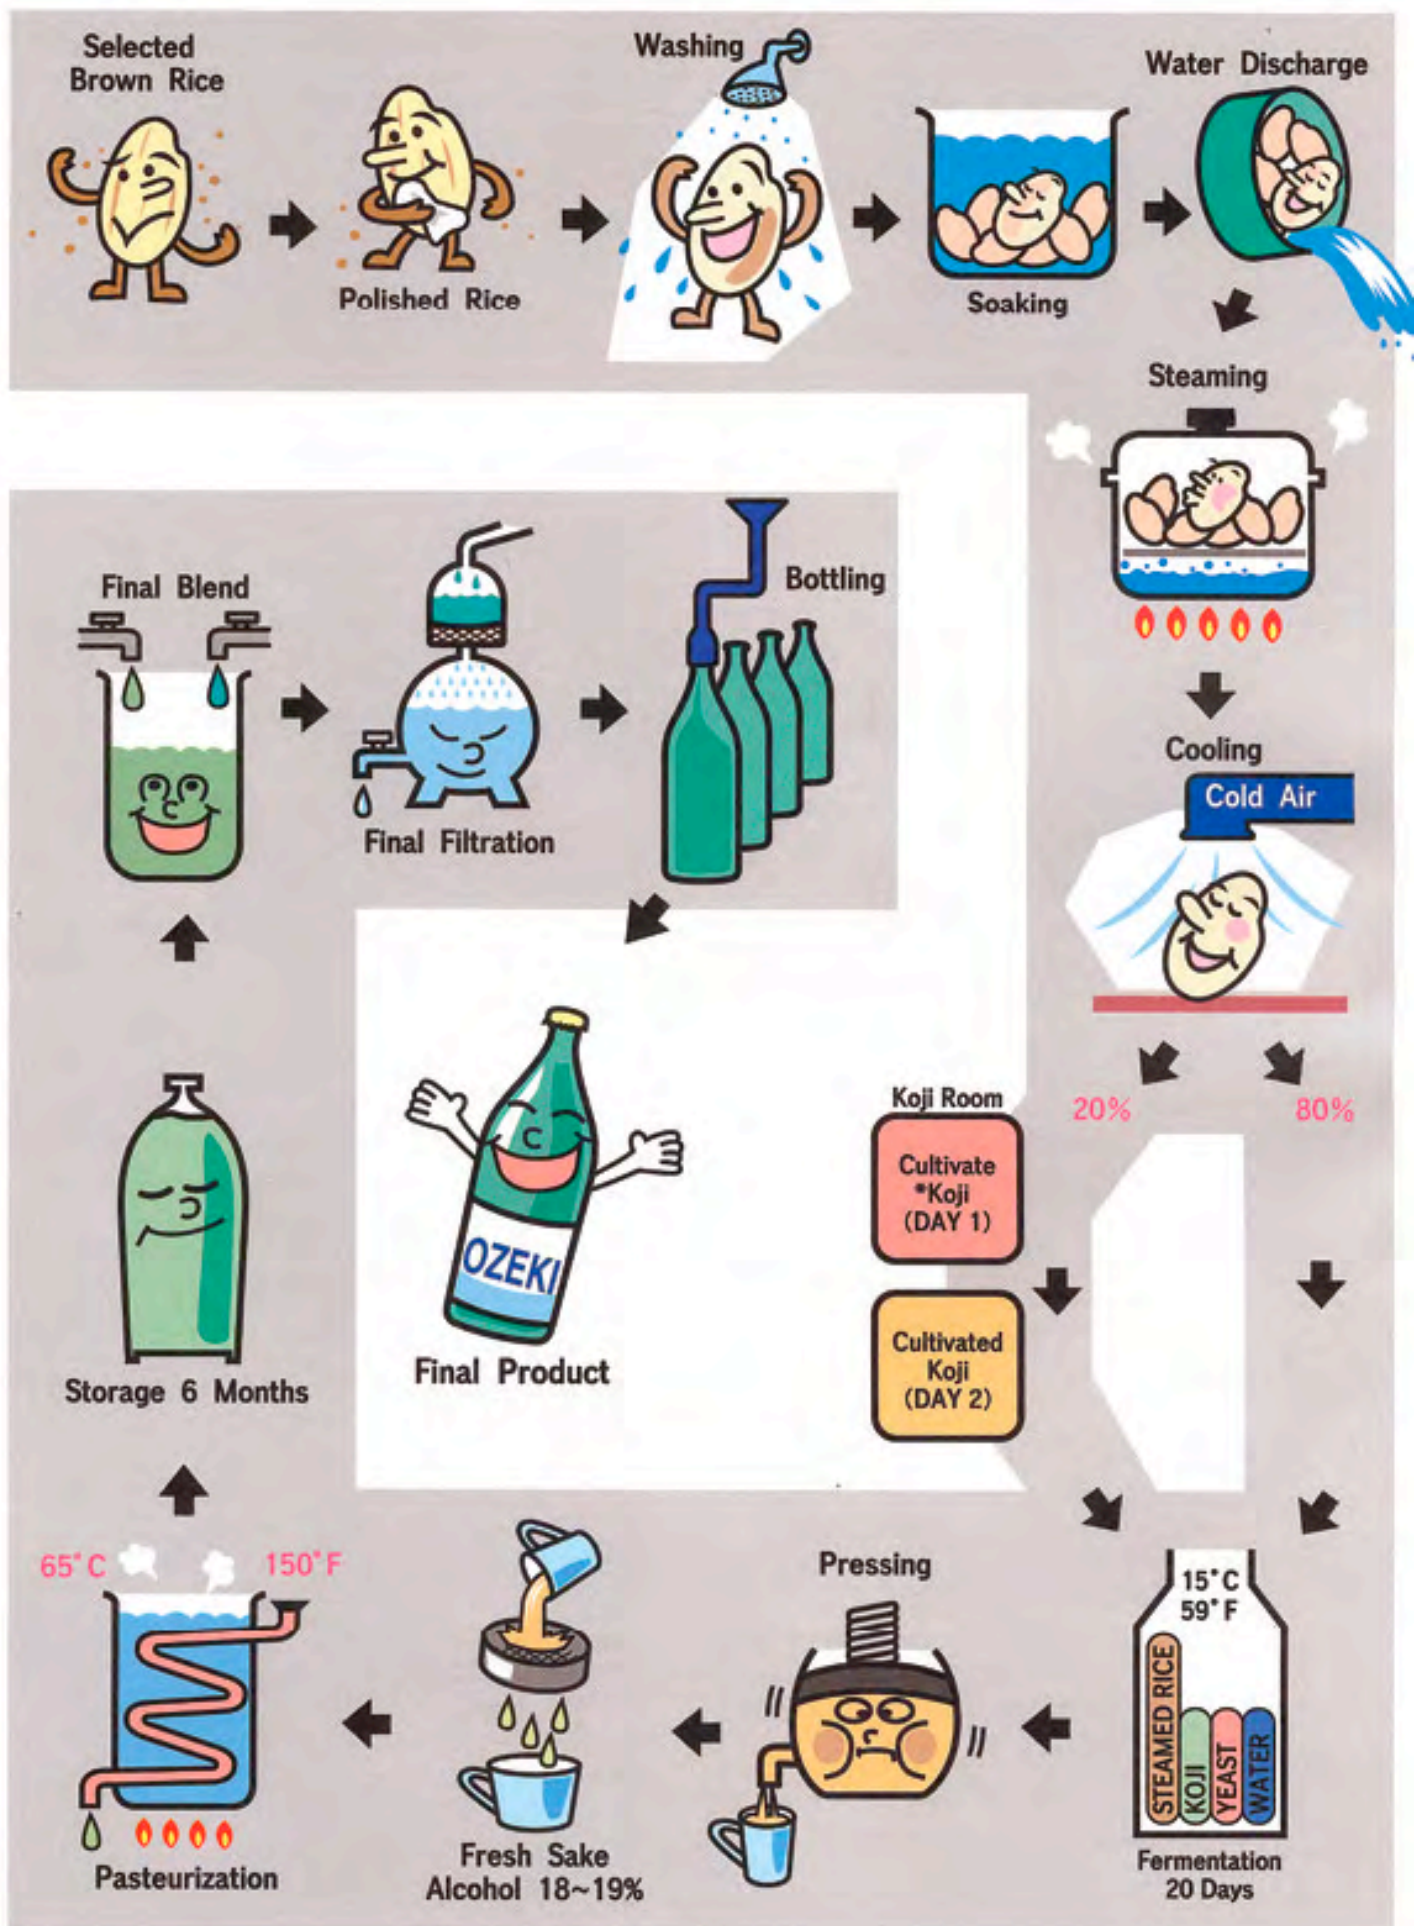 Selected
Brown Rice
Polished Rice
Washing
Soaking
Water Discharge
Steaming
Cooling
Cold Air
20%
80%
Koji Room
Cultivate
*Koji
(DAY 1)
Cultivated
Koji
(DAY 2)
15°C
59°F
STEAMED RICE
KOJI
YEAST
WATER
Fermentation
20 Days
Pressing
Fresh Sake
Alcohol 18~19%
65°C
150°F
Pasteurization
Storage 6 Months
Final Blend
Final Filtration
Bottling
OZEKI
Final Product